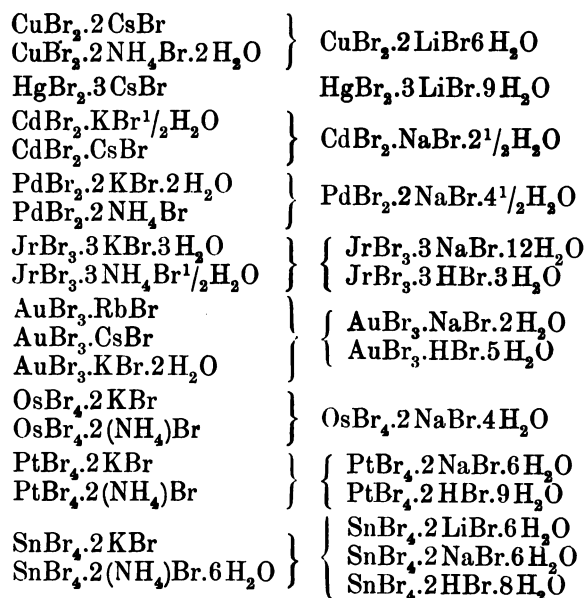 CuBr₂.2CsBr
CuBr₂.2NH₄Br.2H₂O
CuBr₂.2LiBr6H₂O
HgBr₂.3CsBr HgBr₂.3LiBr.9H₂O
CdBr₂.KBr¹/₂H₂O
CdBr₂.CsBr
CdBr₂.NaBr.2¹/₂H₂O
PdBr₂.2KBr.2H₂O
PdBr₂.2NH₄Br
PdBr₂.2NaBr.4¹/₂H₂O
JrBr₃.3KBr.3H₂O JrBr₃.3NaBr.12H₂O
JrBr₃.3NH₄Br¹/₂H₂O JrBr₃.3HBr.3H₂O
AuBr₃.RbBr
AuBr₃.CsBr
AuBr₃.KBr.2H₂O
AuBr₃.NaBr.2H₂O
AuBr₃.HBr.5H₂O
OsBr₄.2KBr
OsBr₄.2(NH₄)Br
OsBr₄.2NaBr.4H₂O
PtBr₄.2KBr PtBr₄.2NaBr.6H₂O
PtBr₄.2(NH₄)Br PtBr₄.2HBr.9H₂O
SnBr₄.2KBr
SnBr₄.2(NH₄)Br.6H₂O
SnBr₄.2LiBr.6H₂O
SnBr₄.2NaBr.6H₂O
SnBr₄.2HBr.8H₂O